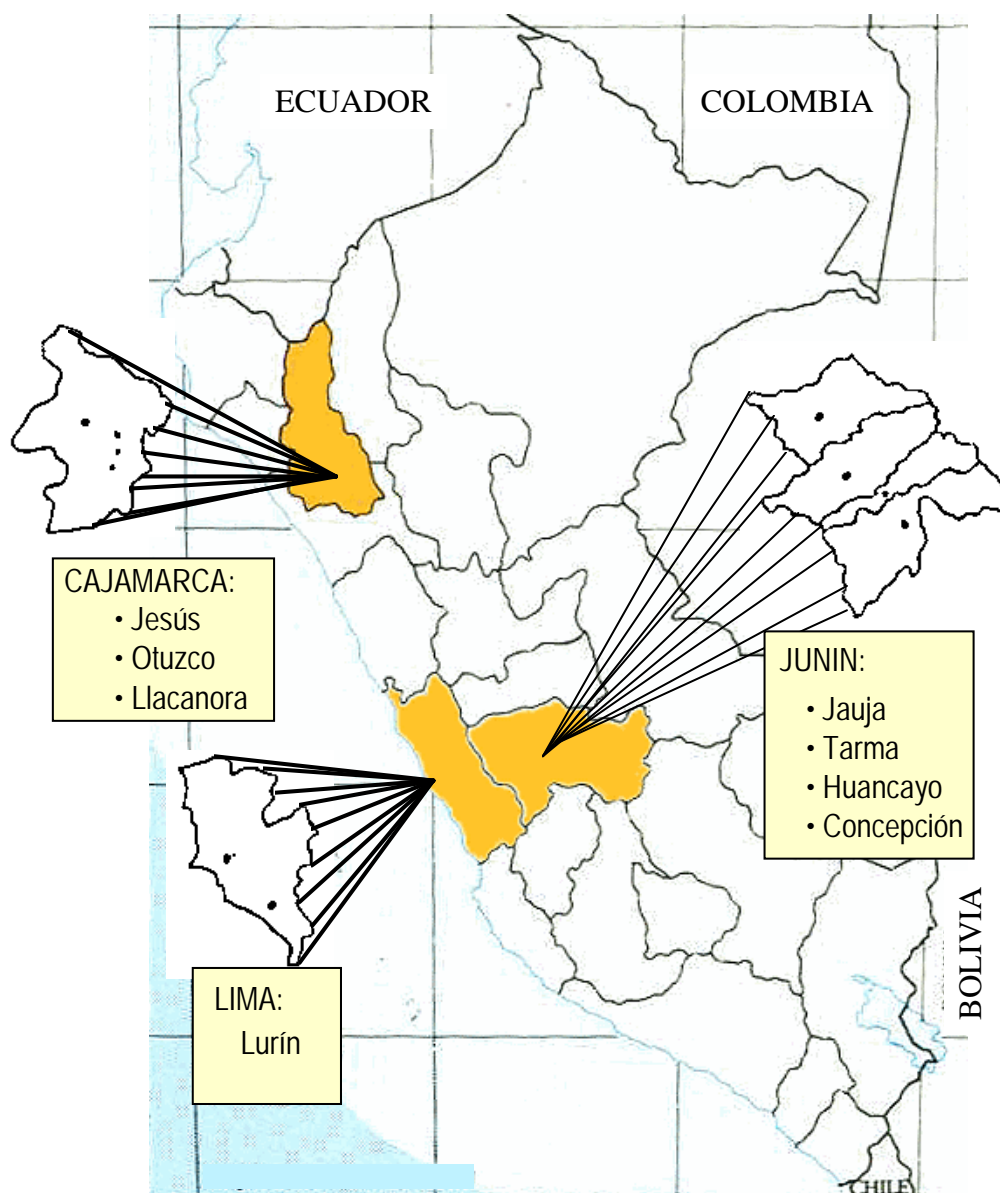 ECUADOR
COLOMBIA
CAJAMARCA:
• Jesús
• Otuzco
• Llacanora
JUNIN:
• Jauja
• Tarma
• Huancayo
• Concepción
LIMA:
Lurín
BOLIVIA
CHILE